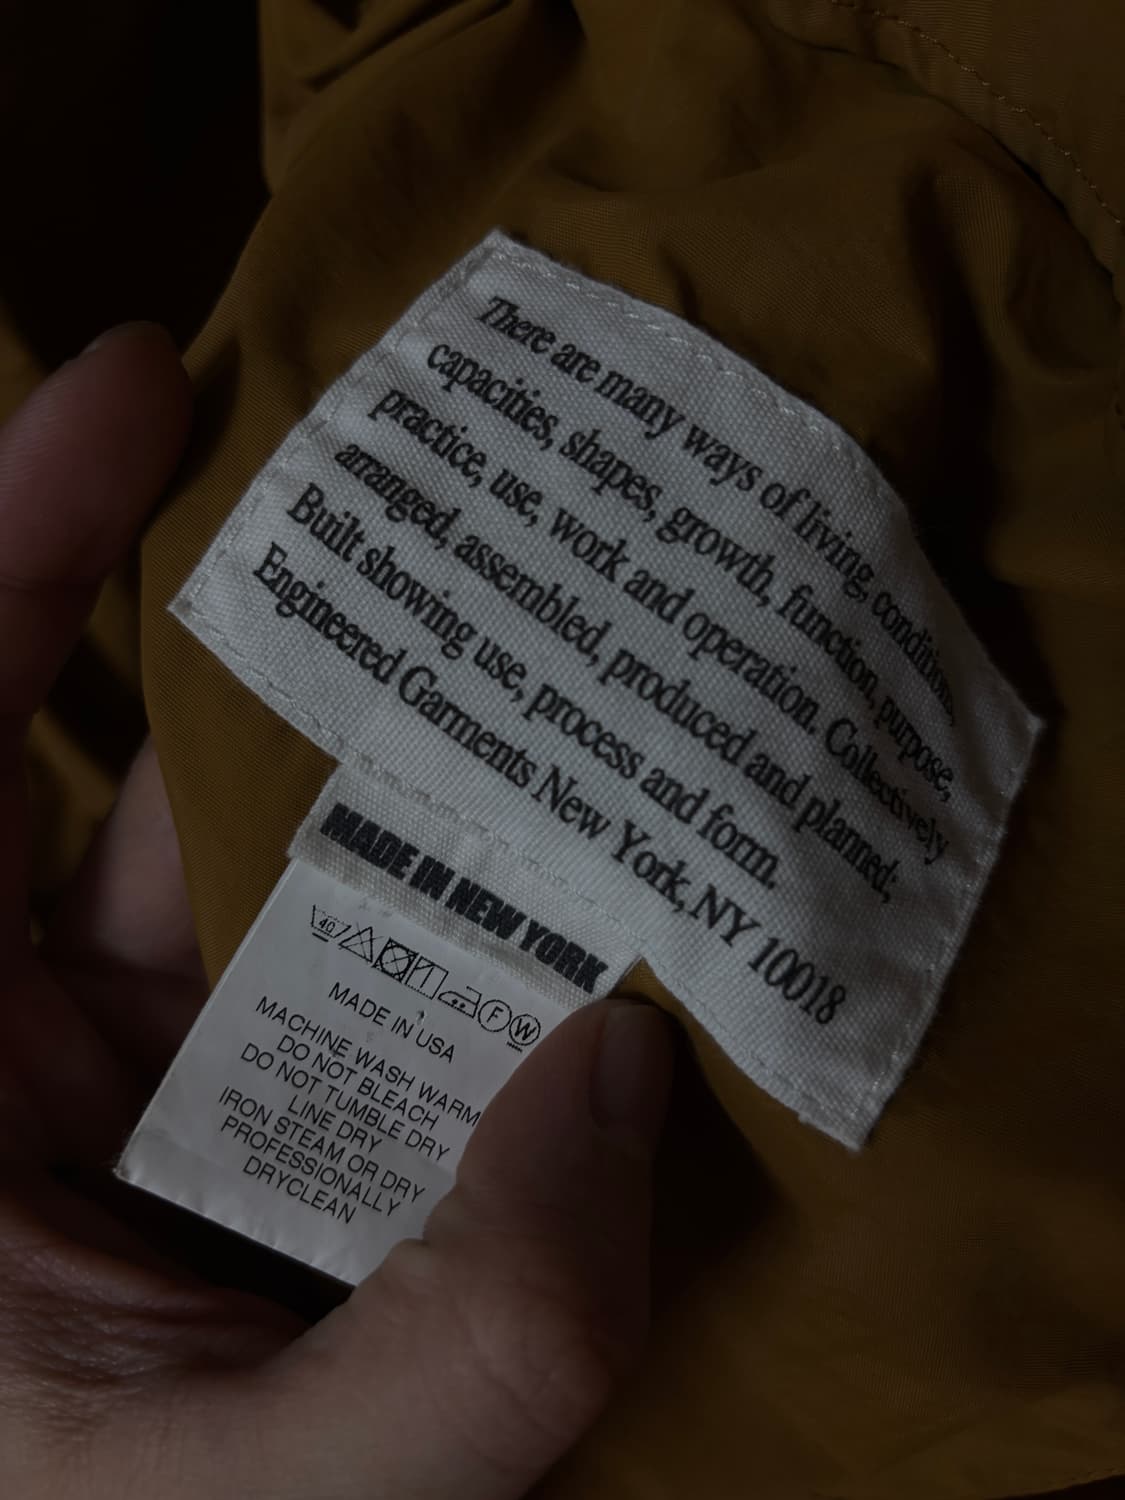 There are many ways of living, conditions,
capacities, shapes, growth, function, purpose,
practice, use, work and operation. Collectively
arranged, assembled, produced and planned;
Built showing use, process and form.
Engineered Garments New York, NY 10018
MADE IN NEW YORK
40 F W
MADE IN USA
MACHINE WASH WARM
DO NOT BLEACH
DO NOT TUMBLE DRY
LINE DRY
IRON STEAM OR DRY
PROFESSIONALLY
DRYCLEAN